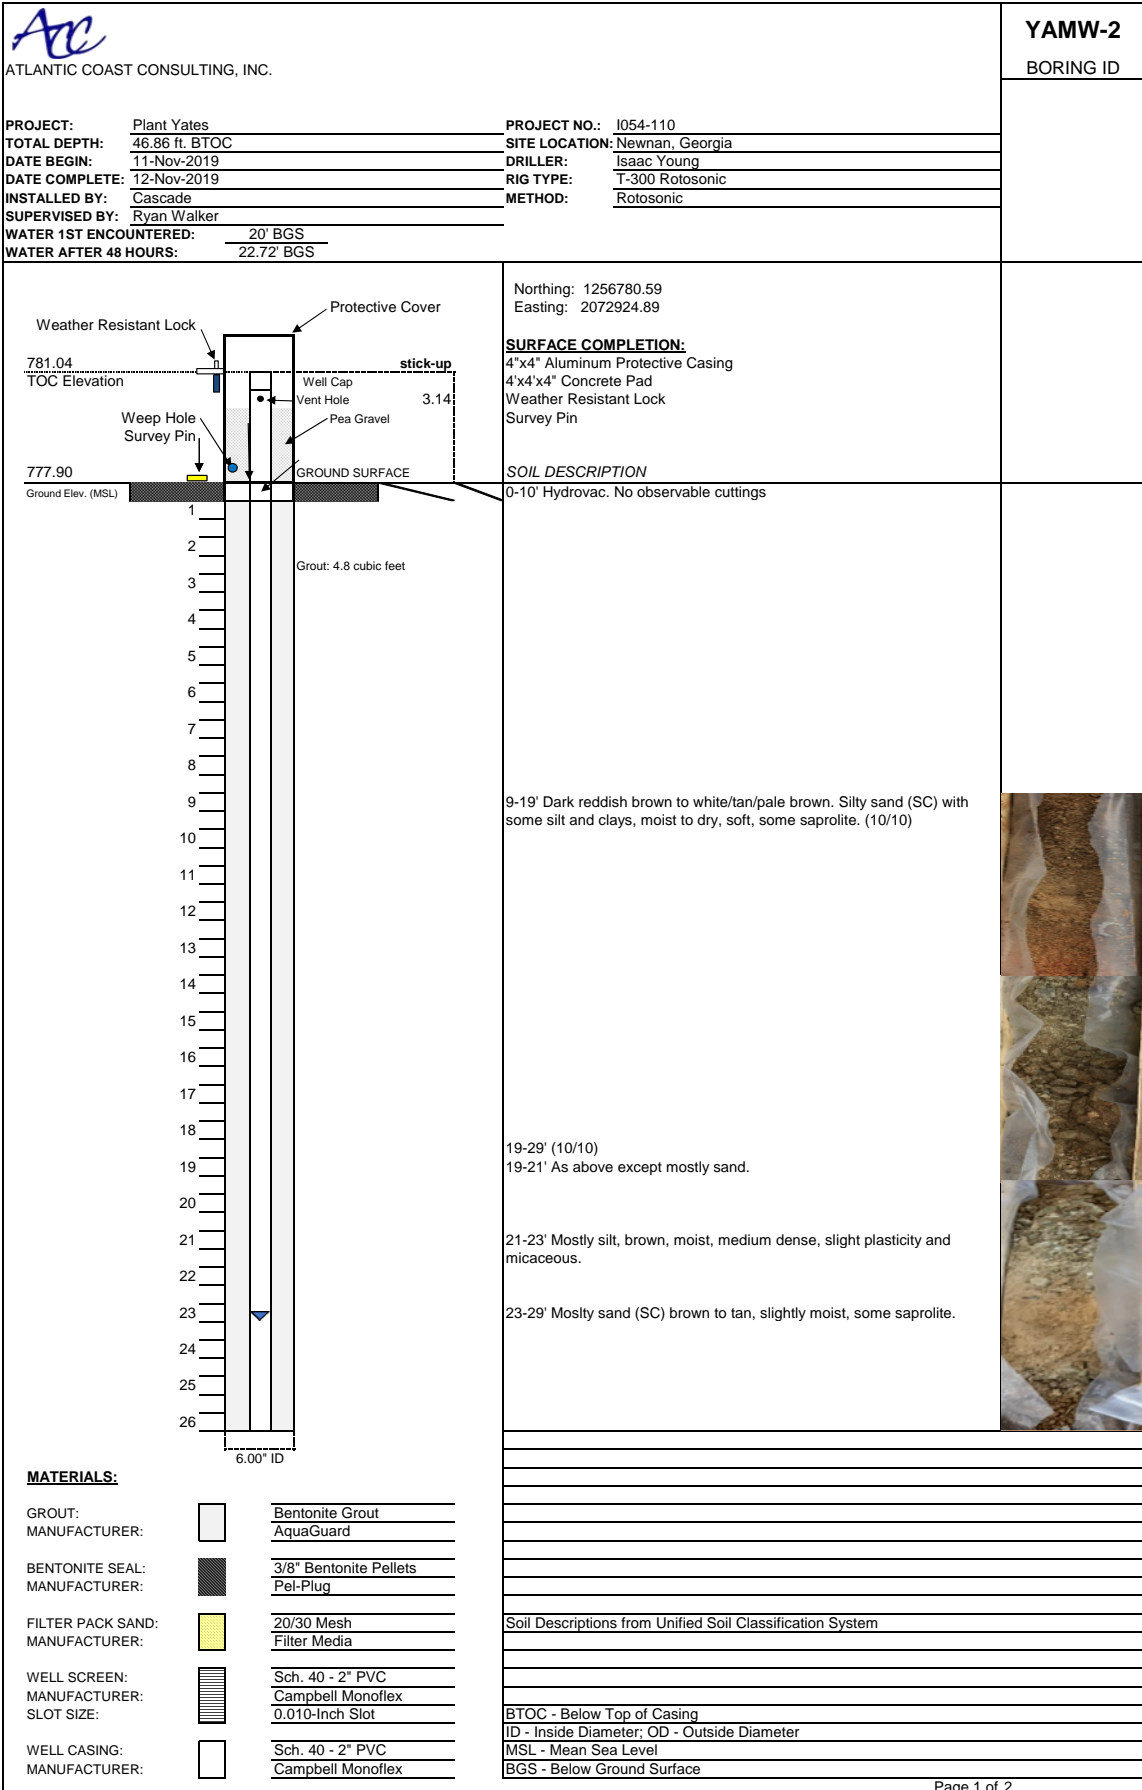 ACC
YAMW-2
ATLANTIC COAST CONSULTING, INC.
BORING ID
PROJECT: Plant Yates
PROJECT NO.: I054-110
TOTAL DEPTH: 46.86 ft. BTOC
SITE LOCATION: Newnan, Georgia
DATE BEGIN: 11-Nov-2019
DRILLER: Isaac Young
DATE COMPLETE: 12-Nov-2019
RIG TYPE: T-300 Rotosonic
INSTALLED BY: Cascade
METHOD: Rotosonic
SUPERVISED BY: Ryan Walker
WATER 1ST ENCOUNTERED: 20' BGS
WATER AFTER 48 HOURS: 22.72' BGS
Northing: 1256780.59
Easting: 2072924.89
Protective Cover
Weather Resistant Lock
SURFACE COMPLETION:
781.04
stick-up
4"x4" Aluminum Protective Casing
TOC Elevation
Well Cap
4'x4'x4" Concrete Pad
Vent Hole
3.14
Weather Resistant Lock
Weep Hole
Pea Gravel
Survey Pin
Survey Pin
777.90
GROUND SURFACE
SOIL DESCRIPTION
Ground Elev. (MSL)
0-10' Hydrovac. No observable cuttings
1
2
Grout: 4.8 cubic feet
3
4
5
6
7
8
9
9-19' Dark reddish brown to white/tan/pale brown. Silty sand (SC) with
some silt and clays, moist to dry, soft, some saprolite. (10/10)
10
11
12
13
14
15
16
17
18
19-29' (10/10)
19
19-21' As above except mostly sand.
20
21
21-23' Mostly silt, brown, moist, medium dense, slight plasticity and
micaceous.
22
23
23-29' Moslty sand (SC) brown to tan, slightly moist, some saprolite.
24
25
26
6.00" ID
MATERIALS:
GROUT: Bentonite Grout
MANUFACTURER: AquaGuard
BENTONITE SEAL: 3/8" Bentonite Pellets
MANUFACTURER: Pel-Plug
FILTER PACK SAND: 20/30 Mesh
Soil Descriptions from Unified Soil Classification System
MANUFACTURER: Filter Media
WELL SCREEN: Sch. 40 - 2" PVC
MANUFACTURER: Campbell Monoflex
SLOT SIZE: 0.010-Inch Slot
BTOC - Below Top of Casing
ID - Inside Diameter; OD - Outside Diameter
WELL CASING: Sch. 40 - 2" PVC
MSL - Mean Sea Level
MANUFACTURER: Campbell Monoflex
BGS - Below Ground Surface
Page 1 of 2